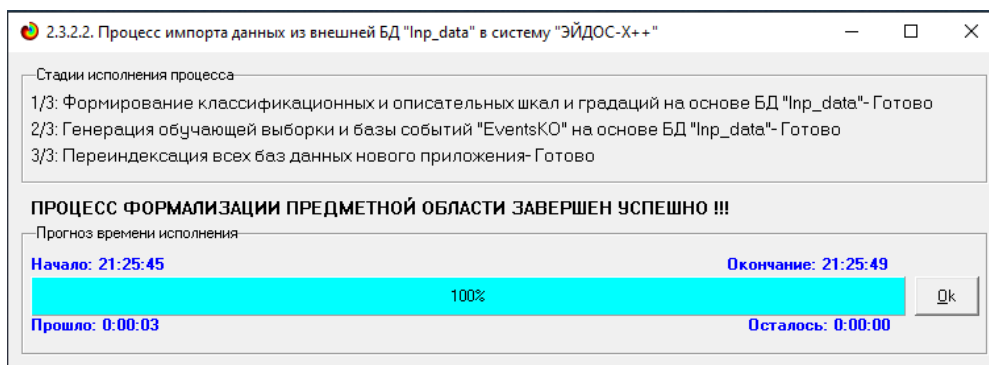 2.3.2.2. Процесс импорта данных из внешней БД "Inp_data" в систему "ЭЙДОС-X++"
Стадии исполнения процесса
1/3: Формирование классификационных и описательных шкал и градаций на основе БД "Inp_data"- Готово
2/3: Генерация обучающей выборки и базы событий "EventsKO" на основе БД "Inp_data"- Готово
3/3: Переиндексация всех баз данных нового приложения- Готово
ПРОЦЕСС ФОРМАЛИЗАЦИИ ПРЕДМЕТНОЙ ОБЛАСТИ ЗАВЕРШЕН УСПЕШНО !!!
Прогноз времени исполнения
Начало: 21:25:45 Окончание: 21:25:49
100% Ok
Прошло: 0:00:03 Осталось: 0:00:00